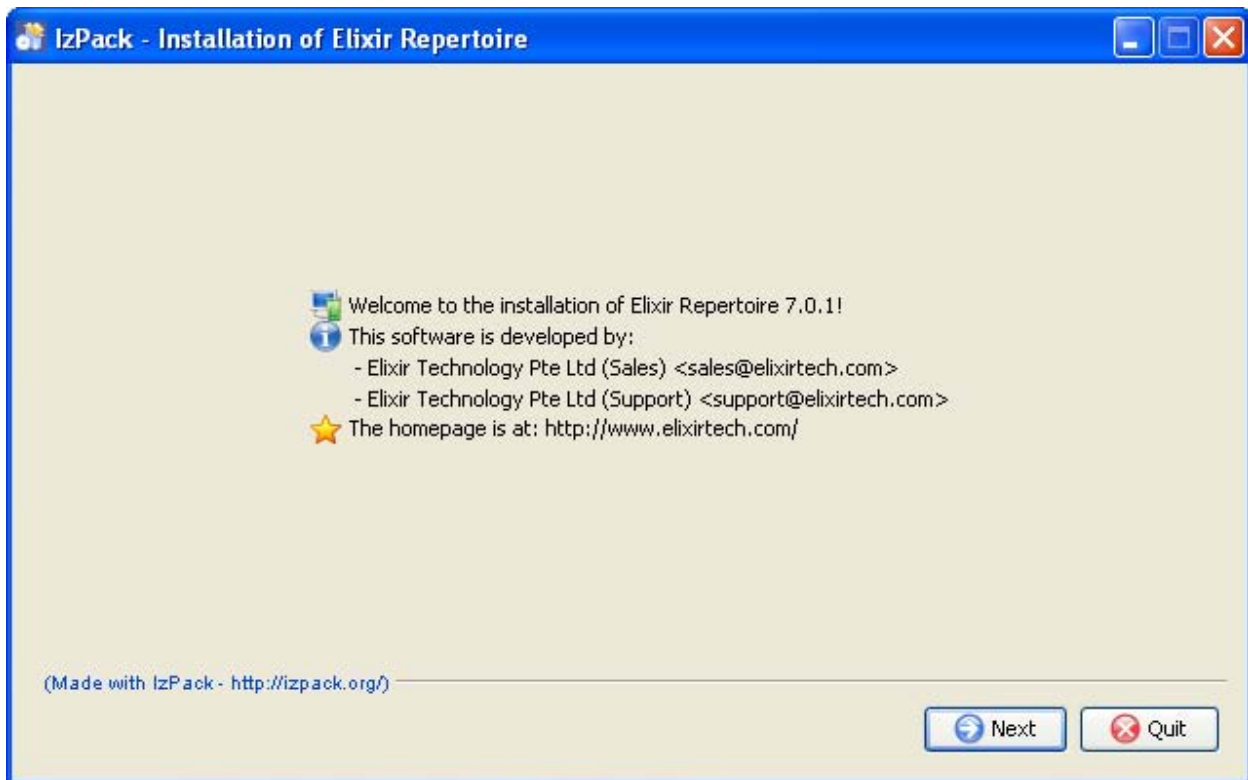 IzPack - Installation of Elixir Repertoire
Welcome to the installation of Elixir Repertoire 7.0.1!
This software is developed by:
- Elixir Technology Pte Ltd (Sales) <sales@elixirtech.com>
- Elixir Technology Pte Ltd (Support) <support@elixirtech.com>
The homepage is at: http://www.elixirtech.com/
(Made with IzPack - http://izpack.org/)
Next
Quit